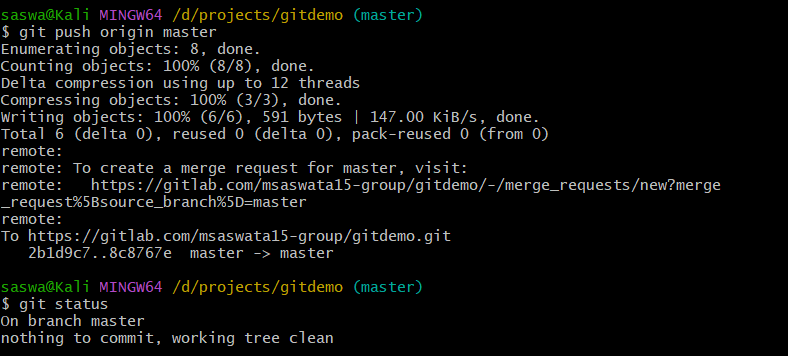 saswa@Kali MINGW64 /d/projects/gitdemo (master)
$ git push origin master
Enumerating objects: 8, done.
Counting objects: 100% (8/8), done.
Delta compression using up to 12 threads
Compressing objects: 100% (3/3), done.
Writing objects: 100% (6/6), 591 bytes | 147.00 KiB/s, done.
Total 6 (delta 0), reused 0 (delta 0), pack-reused 0 (from 0)
remote:
remote: To create a merge request for master, visit:
remote:   https://gitlab.com/msaswata15-group/gitdemo/-/merge_requests/new?merge
_request%5Bsource_branch%5D=master
remote:
To https://gitlab.com/msaswata15-group/gitdemo.git
   2b1d9c7..8c8767e  master -> master
saswa@Kali MINGW64 /d/projects/gitdemo (master)
$ git status
On branch master
nothing to commit, working tree clean